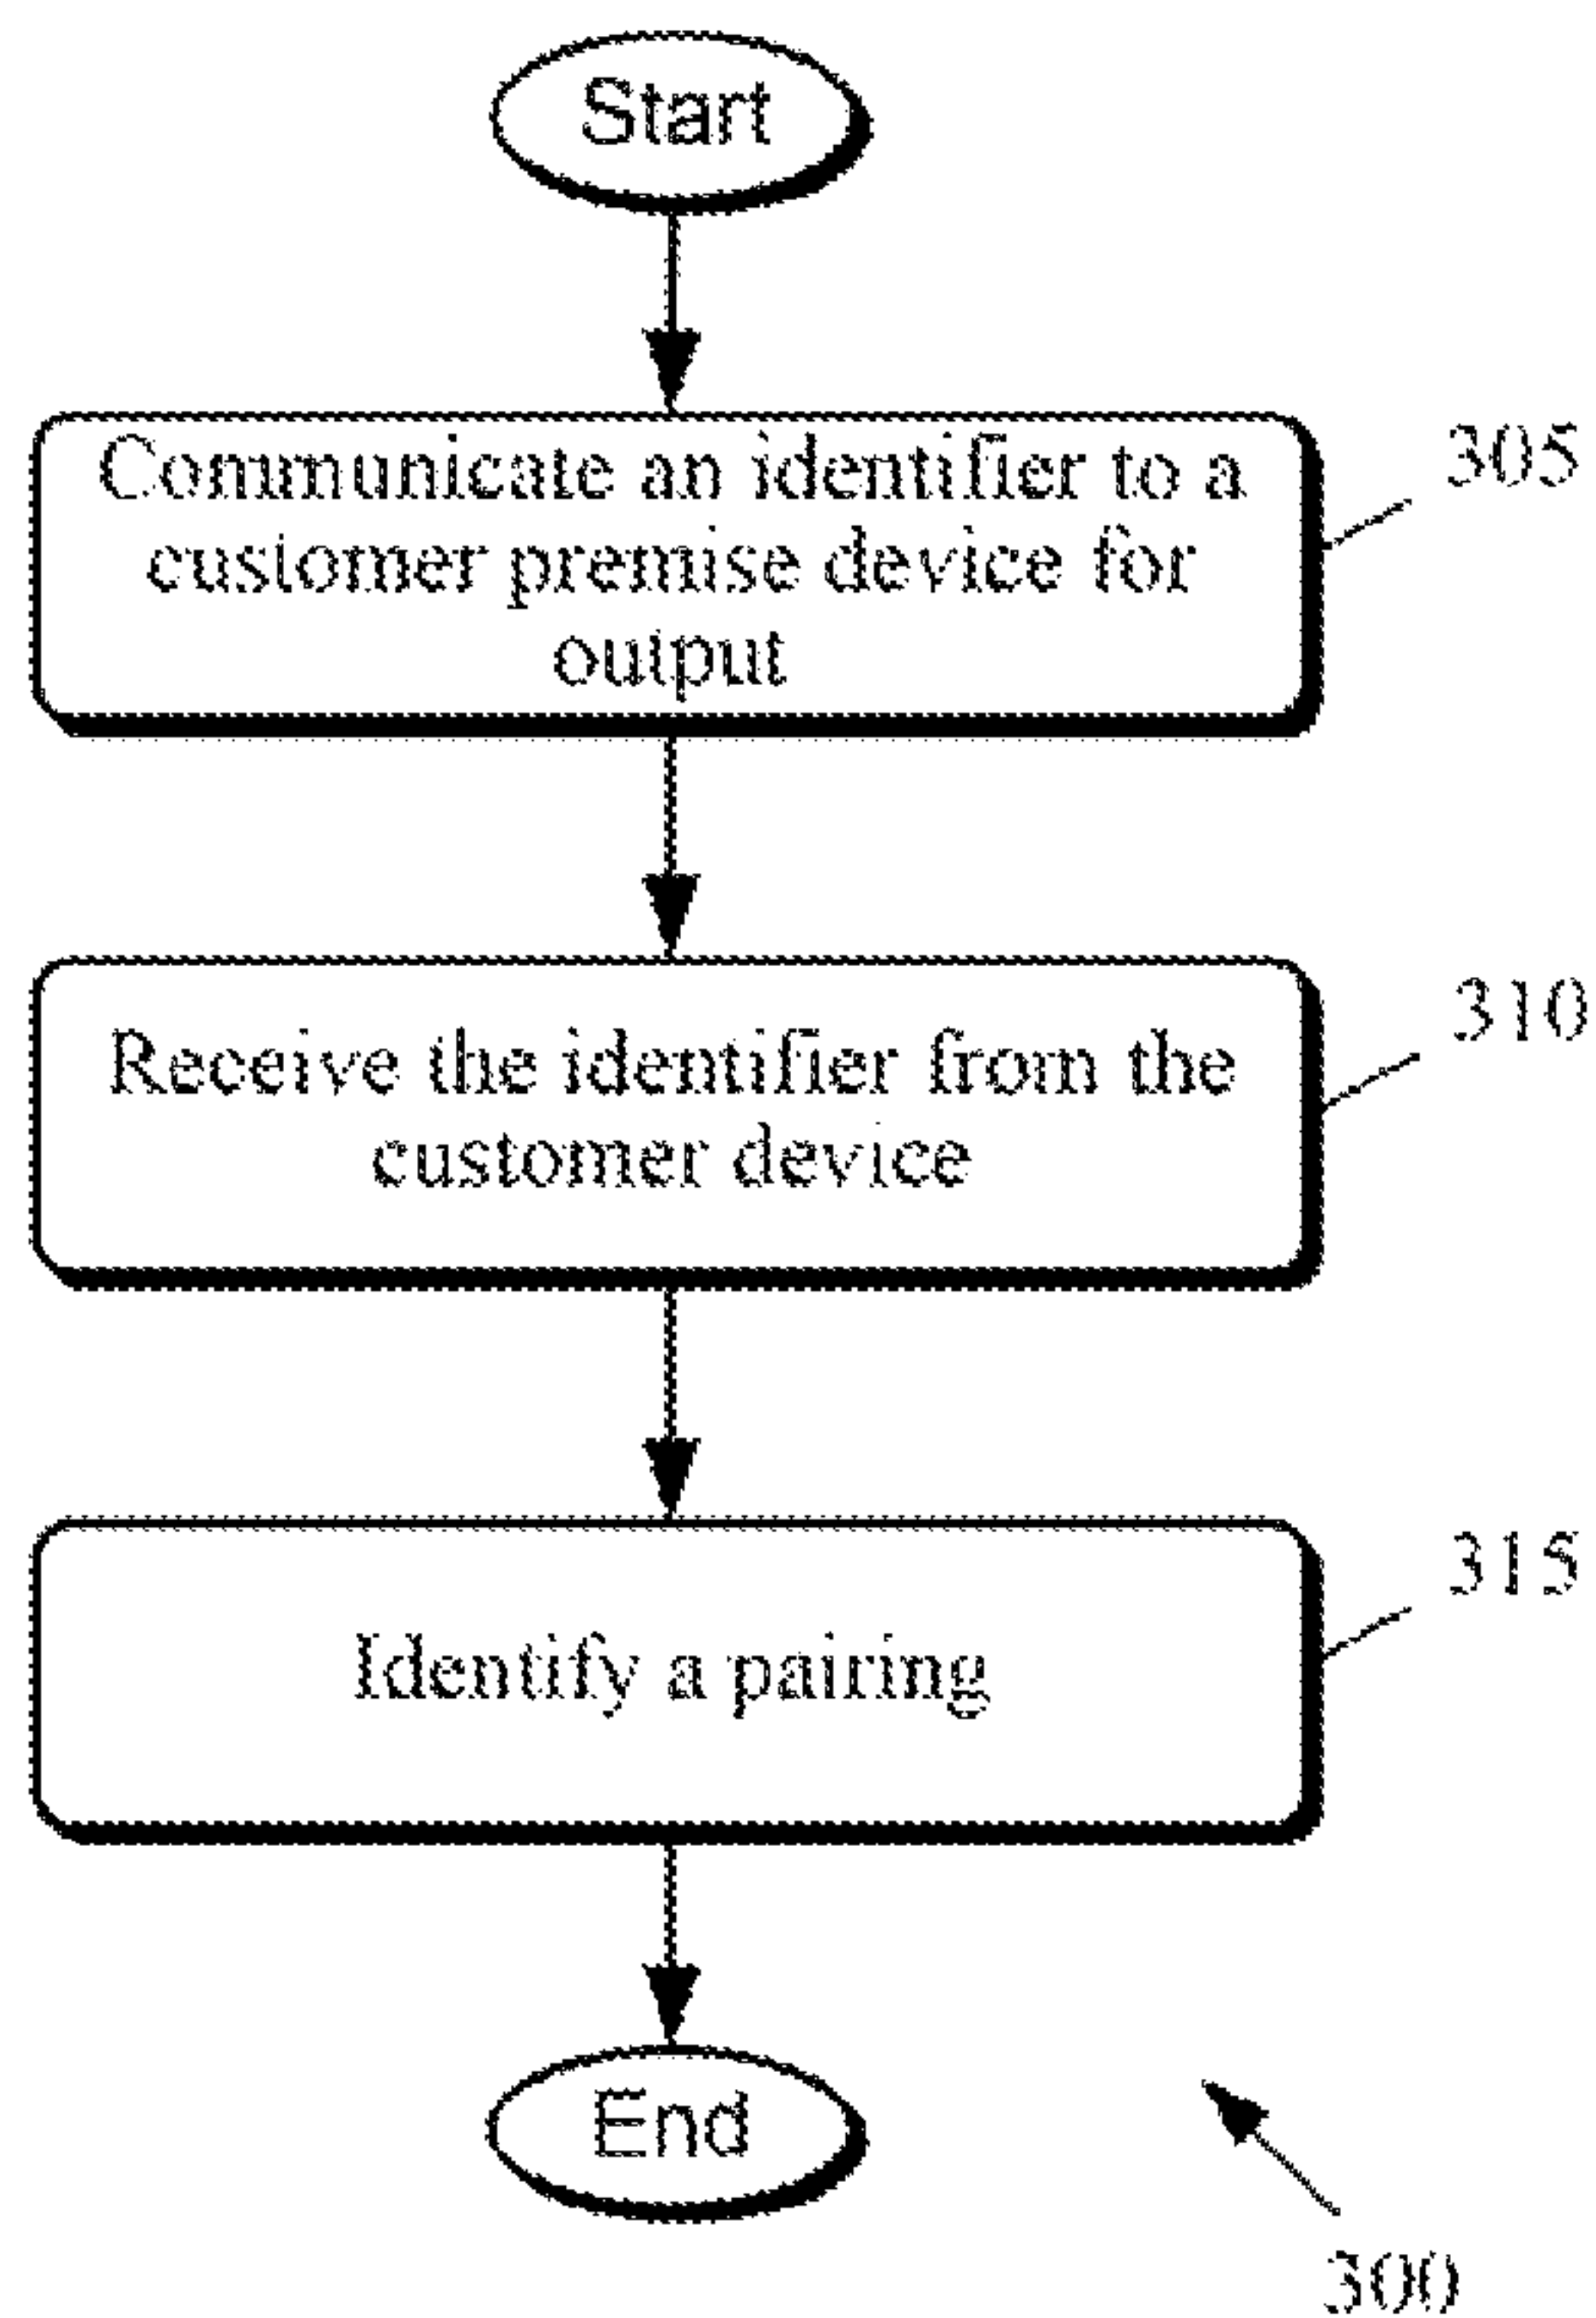 Start
Communicate an identifier to a
customer premise device for
output
305
Receive the identifier from the
customer device
310
Identify a pairing
315
End
300